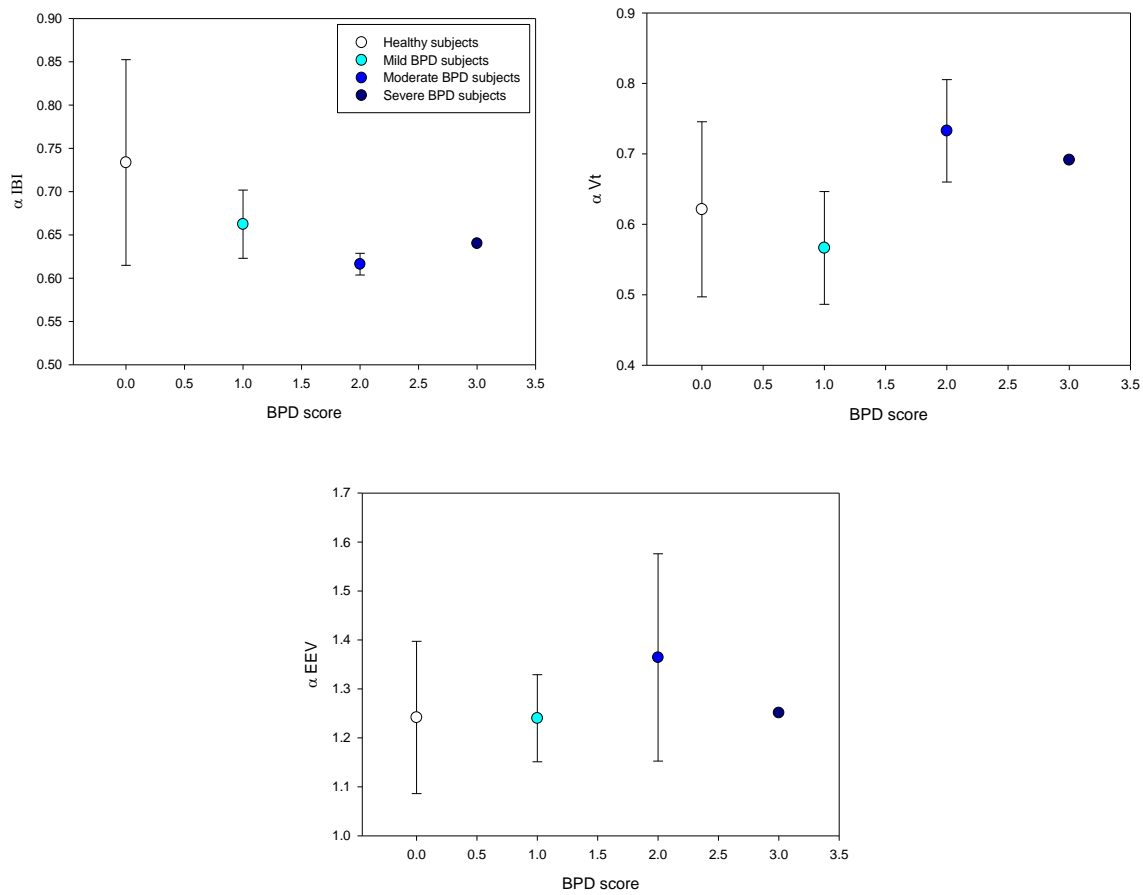 0.90
0.85
0.80
0.75
0.70
0.65
0.60
0.55
0.50
α IBI
Healthy subjects
Mild BPD subjects
Moderate BPD subjects
Severe BPD subjects
0.0 0.5 1.0 1.5 2.0 2.5 3.0 3.5
BPD score
0.9
0.8
0.7
0.6
0.5
0.4
α Vt
0.0 0.5 1.0 1.5 2.0 2.5 3.0 3.5
BPD score
1.7
1.6
1.5
1.4
1.3
1.2
1.1
1.0
α EEV
0.0 0.5 1.0 1.5 2.0 2.5 3.0 3.5
BPD score